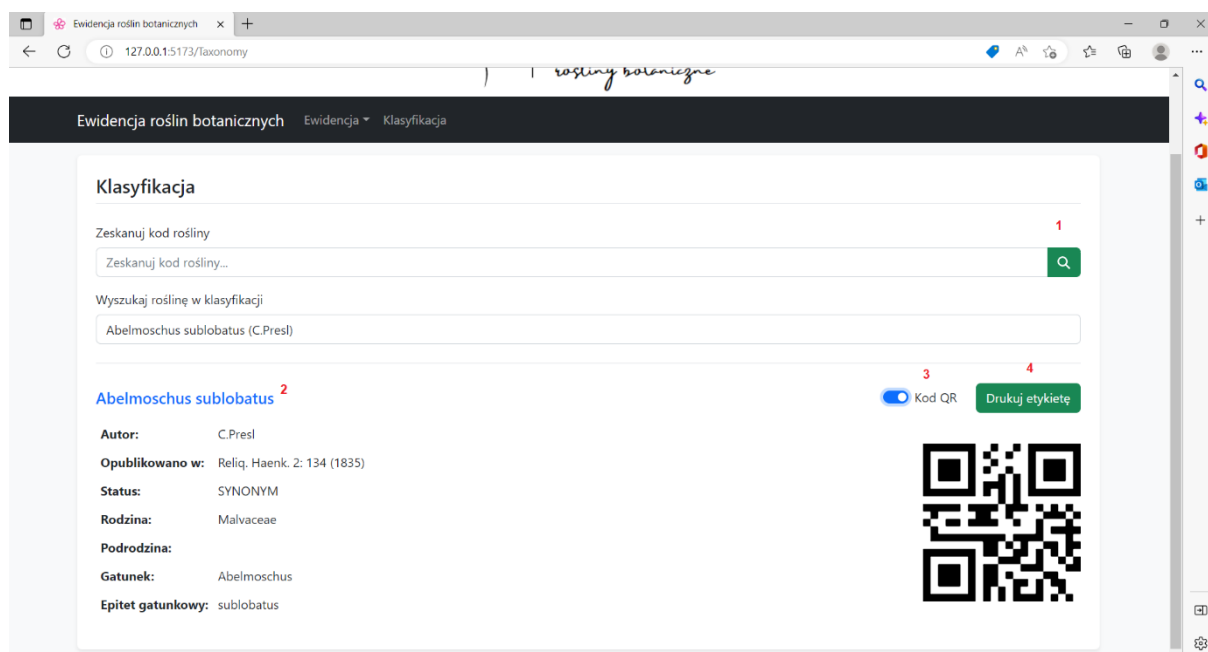 Ewidencja roślin botanicznych
127.0.0.1:5173/Taxonomy
rośliny botaniczne
Ewidencja roślin botanicznych Ewidencja Klasyfikacja
Klasyfikacja
1
Zeskanuj kod rośliny
Zeskanuj kod rośliny...
Wyszukaj roślinę w klasyfikacji
Abelmoschus sublobatus (C.Presl)
3 4
Abelmoschus sublobatus 2 Kod QR Drukuj etykietę
Autor: C.Presl
Opublikowano w: Reliq. Haenk. 2: 134 (1835)
Status: SYNONYM
Rodzina: Malvaceae
Podrodzina:
Gatunek: Abelmoschus
Epitet gatunkowy: sublobatus